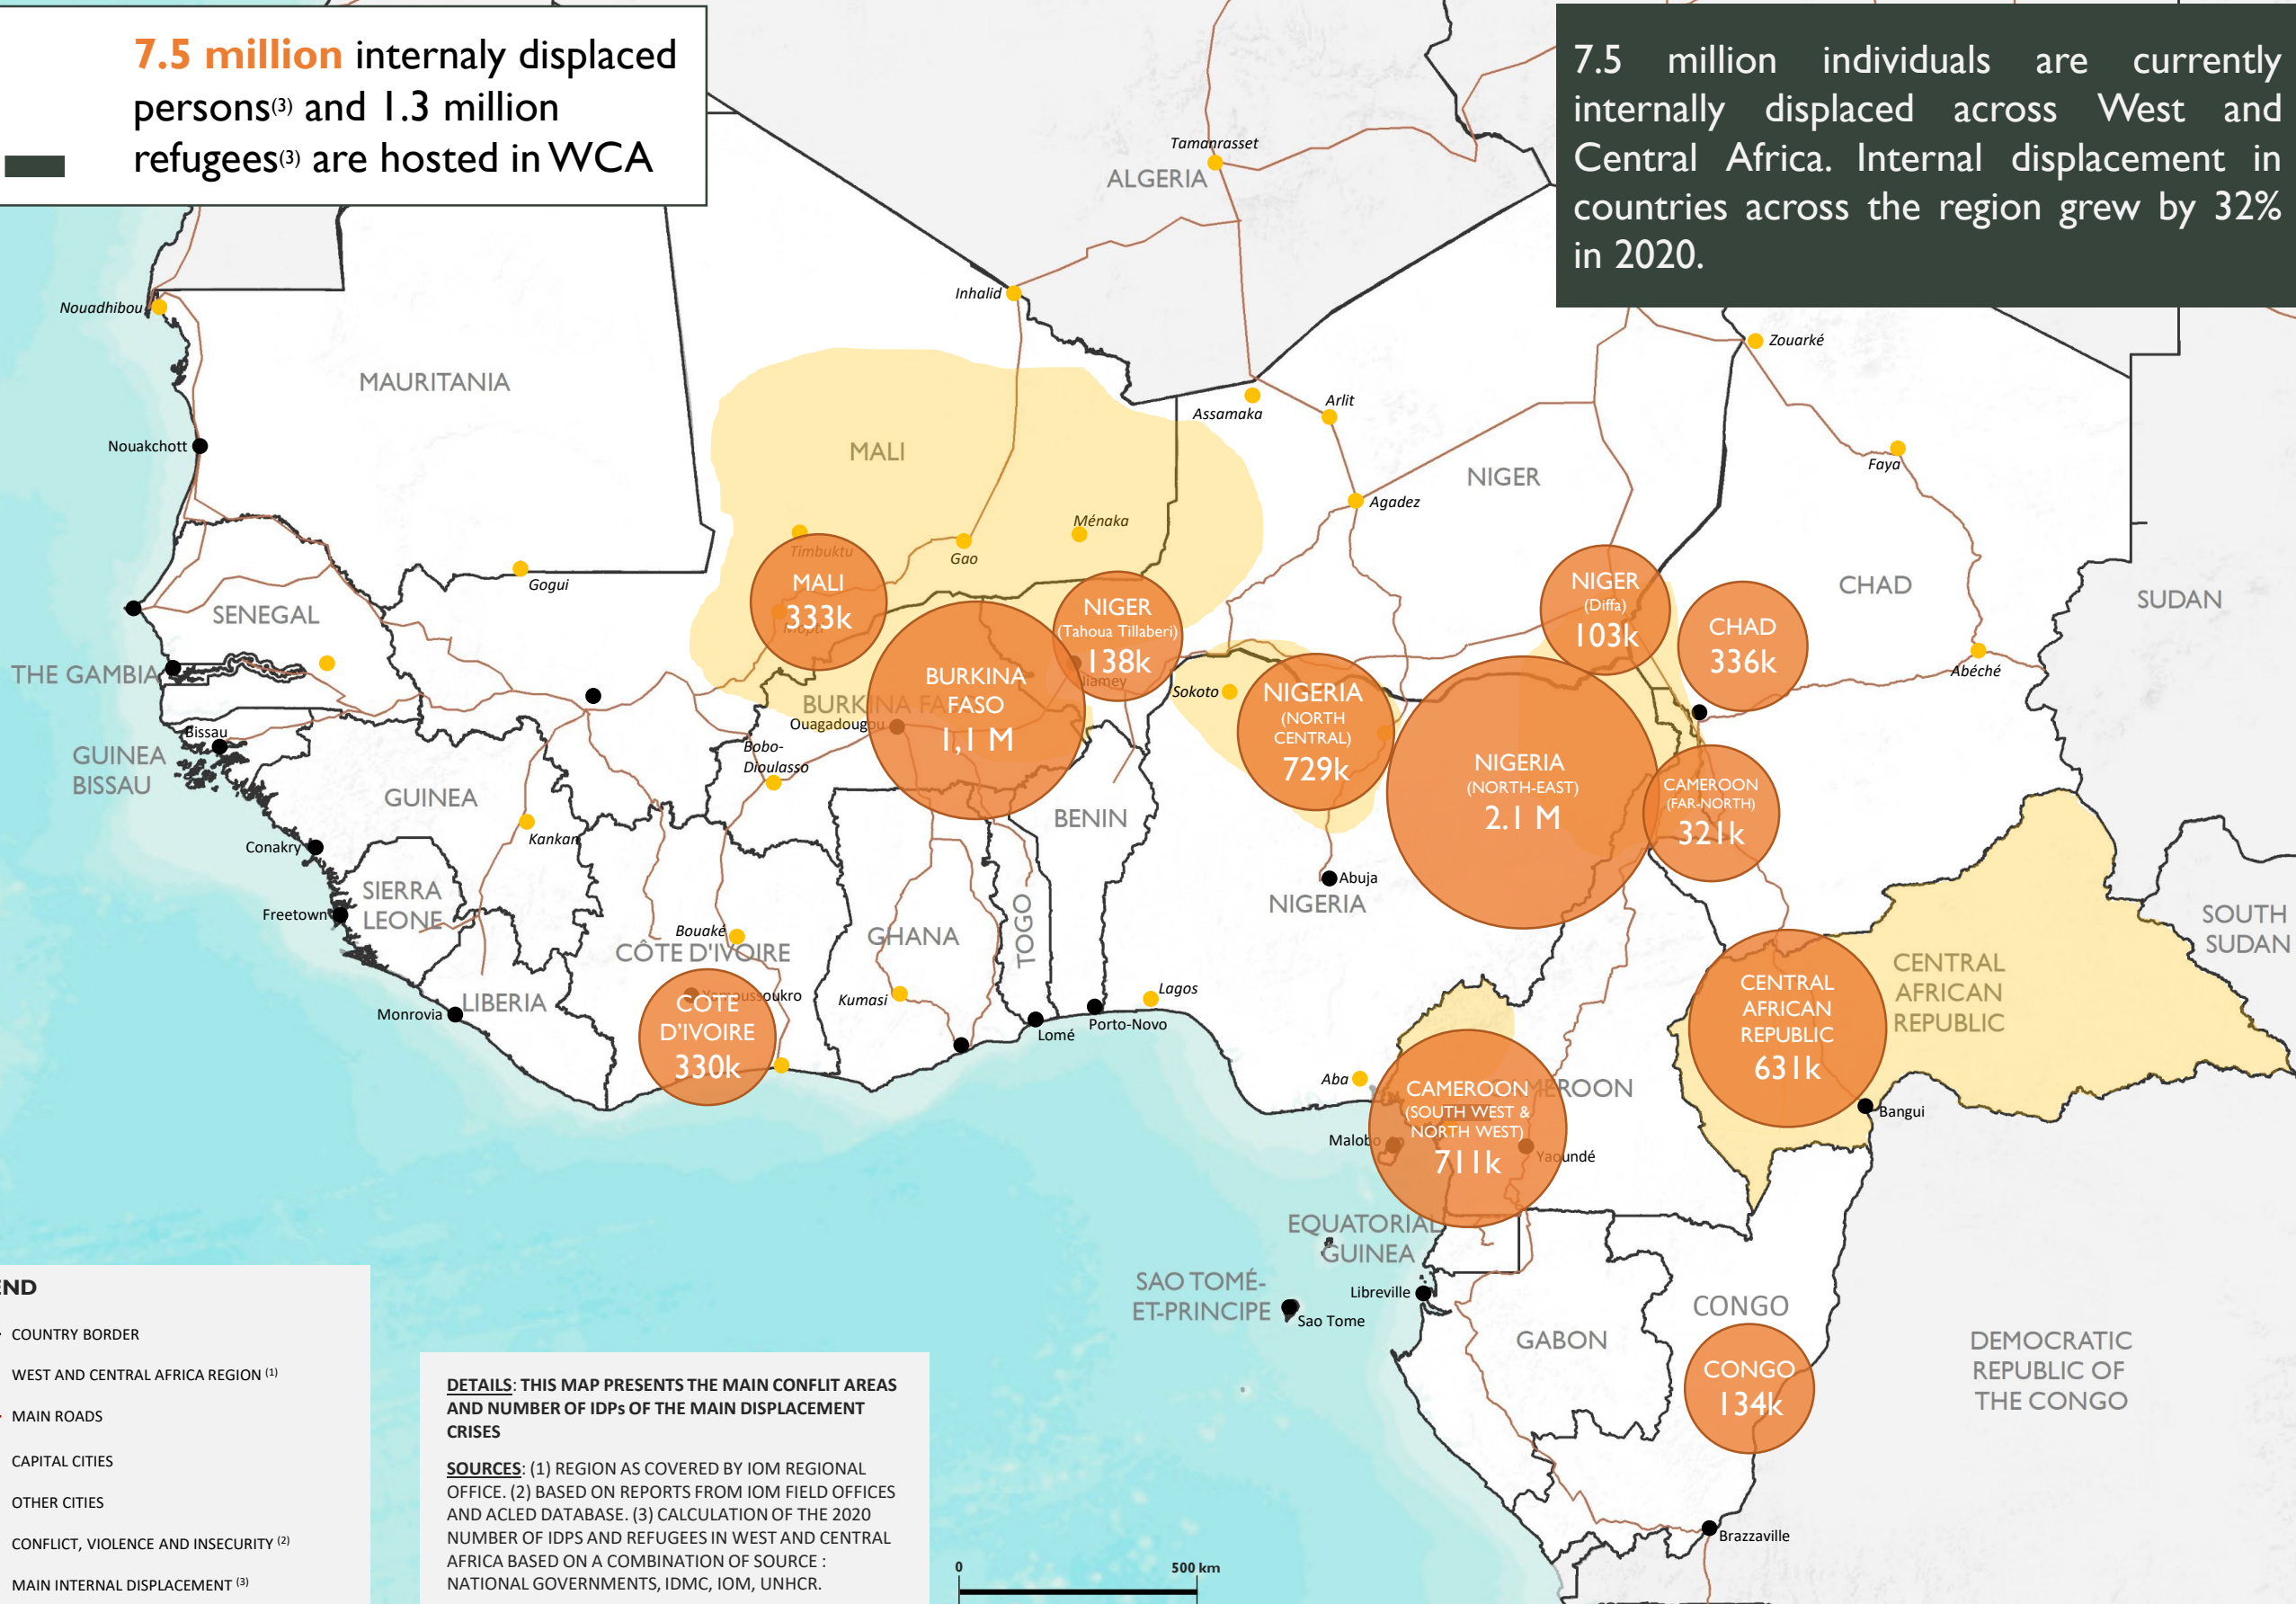 7.5 million internaly displaced
persons(3) and 1.3 million
refugees(3) are hosted in WCA
7.5 million individuals are currently
internally displaced across West and
Central Africa. Internal displacement in
countries across the region grew by 32%
in 2020.
Tamanrasset
ALGERIA
Inhalid
Nouadhibou
Zouarké
MAURITANIA
Assamaka
Arlit
Nouakchott
MALI
NIGER
Faya
Agadez
Ménaka
Timbuktu
Gao
Gogui
MALI
333k
Mopti
NIGER
(Tahoua Tillaberi)
138k
Niamey
NIGER
(Diffa)
103k
CHAD
336k
CHAD
SUDAN
SENEGAL
THE GAMBIA
Abéché
Sokoto
BURKINA FA
BURKINA
FASO
1,1 M
Ouagadougou
NIGERIA
(NORTH
CENTRAL)
729k
Bissau
GUINEA
BISSAU
Bobo-
Dioulasso
NIGERIA
(NORTH-EAST)
2.1 M
CAMEROON
(FAR-NORTH)
321k
GUINEA
BENIN
Kankan
Conakry
SIERRA
LEONE
Freetown
Abuja
NIGERIA
TOGO
GHANA
Bouaké
CÔTE D'IVOIRE
SOUTH
SUDAN
CENTRAL
AFRICAN
REPUBLIC
CENTRAL
AFRICAN
REPUBLIC
631k
LIBERIA
Monrovia
Yamoussoukro
COTE
D'IVOIRE
330k
Kumasi
Lagos
Lomé
Porto-Novo
Aba
CAMEROON
(SOUTH WEST &
NORTH WEST)
711k
MEROON
Bangui
Malobo
Yaoundé
EQUATORIAL
GUINEA
SAO TOMÉ-
ET-PRINCIPE
Sao Tome
Libreville
GABON
CONGO
CONGO
134k
DEMOCRATIC
REPUBLIC OF
THE CONGO
Brazzaville
END
COUNTRY BORDER
WEST AND CENTRAL AFRICA REGION (1)
MAIN ROADS
CAPITAL CITIES
OTHER CITIES
CONFLICT, VIOLENCE AND INSECURITY (2)
MAIN INTERNAL DISPLACEMENT (3)
DETAILS: THIS MAP PRESENTS THE MAIN CONFLIT AREAS
AND NUMBER OF IDPs OF THE MAIN DISPLACEMENT
CRISES
SOURCES: (1) REGION AS COVERED BY IOM REGIONAL
OFFICE. (2) BASED ON REPORTS FROM IOM FIELD OFFICES
AND ACLED DATABASE. (3) CALCULATION OF THE 2020
NUMBER OF IDPS AND REFUGEES IN WEST AND CENTRAL
AFRICA BASED ON A COMBINATION OF SOURCE :
NATIONAL GOVERNMENTS, IDMC, IOM, UNHCR.
0 500 km